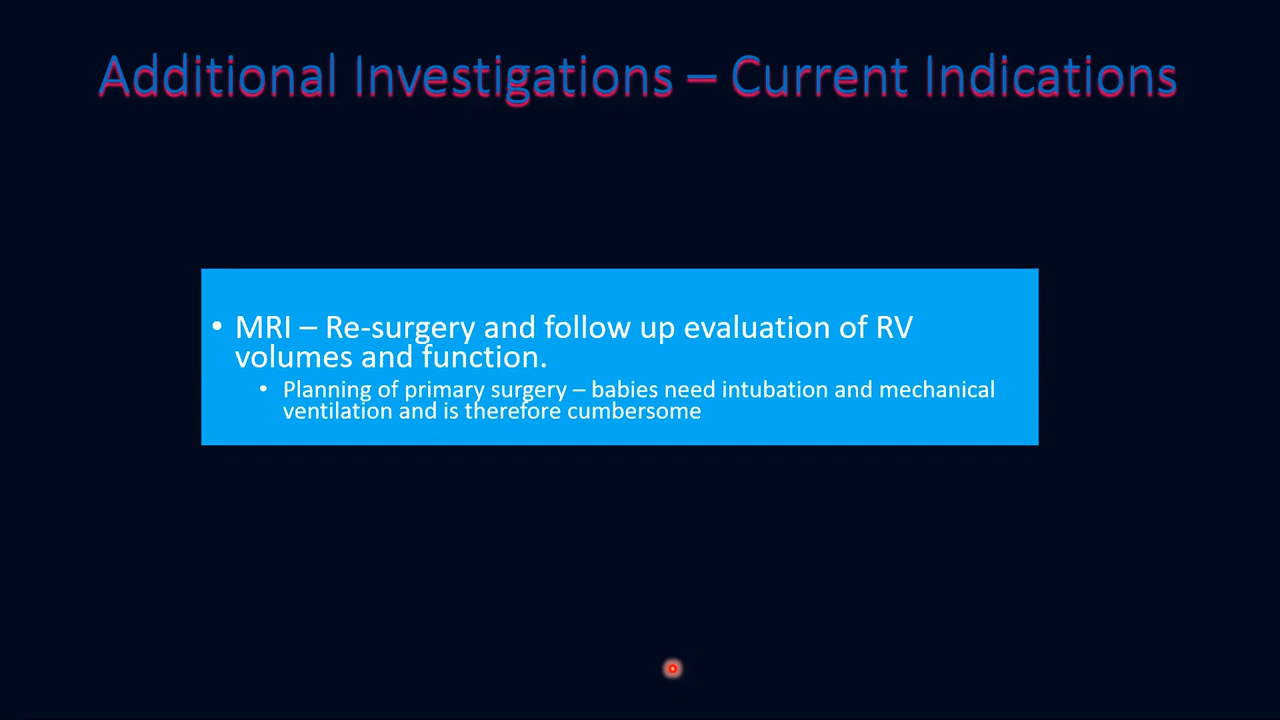 Additional Investigations – Current Indications
• MRI – Re-surgery and follow up evaluation of RV
volumes and function.
• Planning of primary surgery – babies need intubation and mechanical
ventilation and is therefore cumbersome